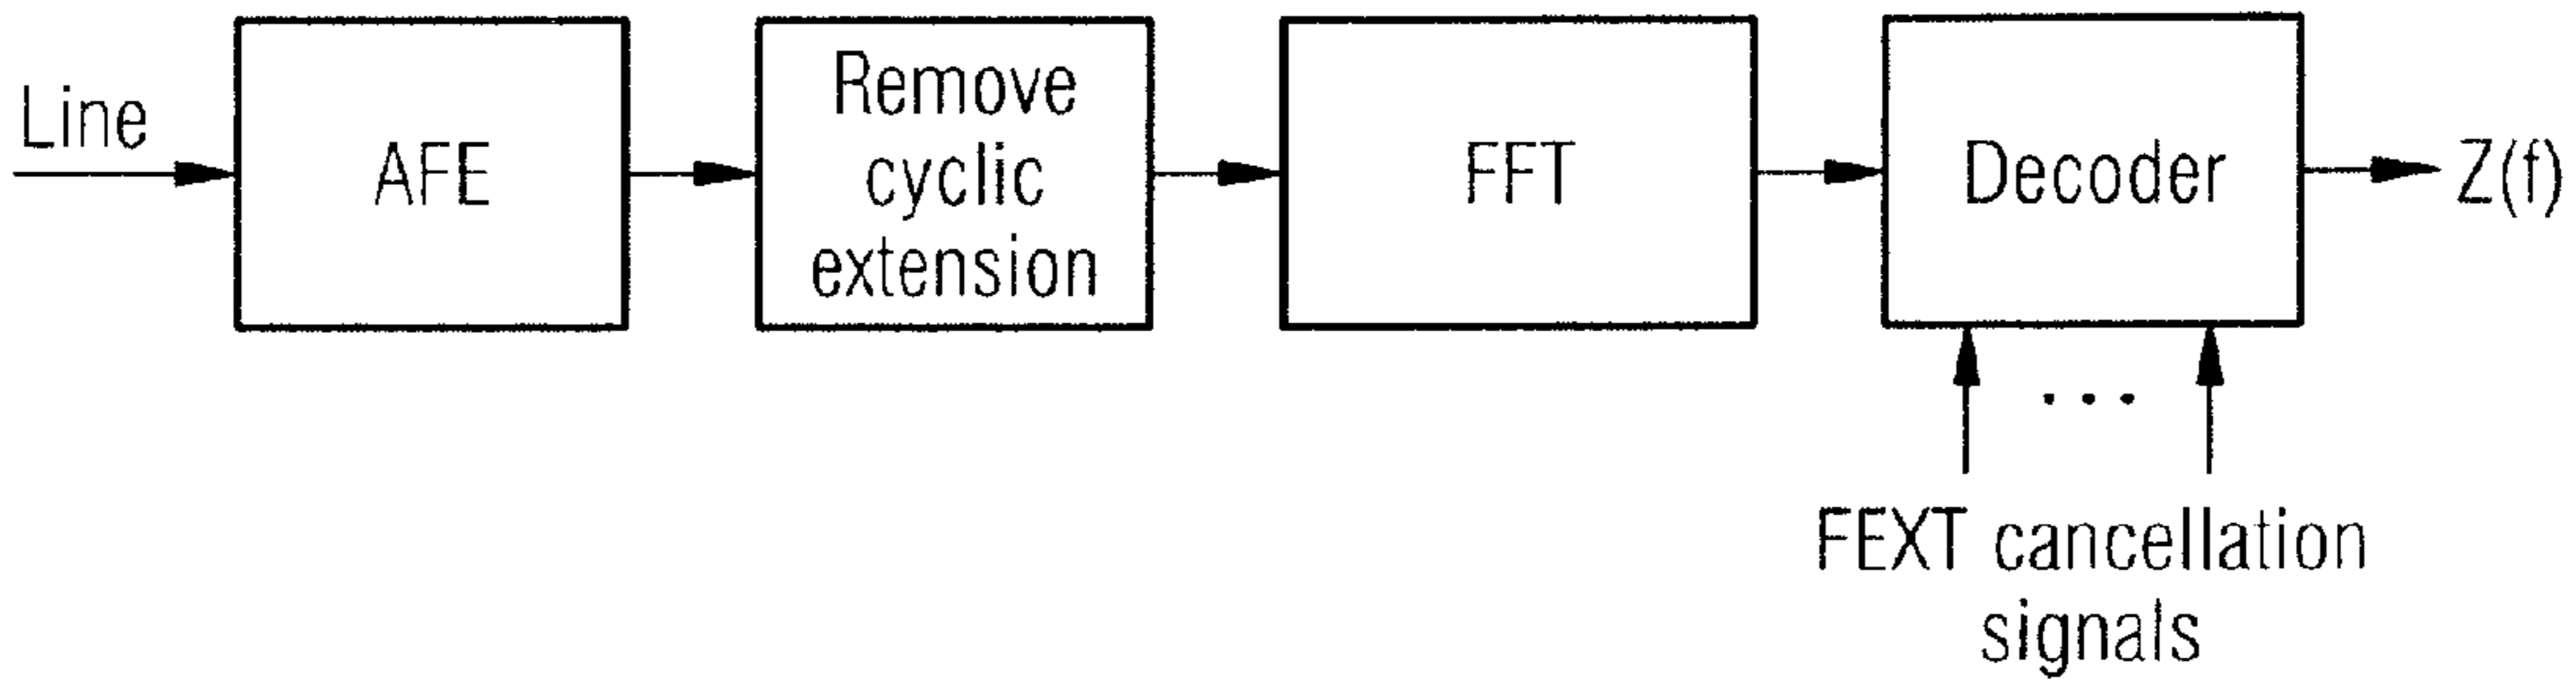 Line
AFE
Remove
cyclic
extension
FFT
Decoder
Z(f)
...
FEXT cancellation
signals